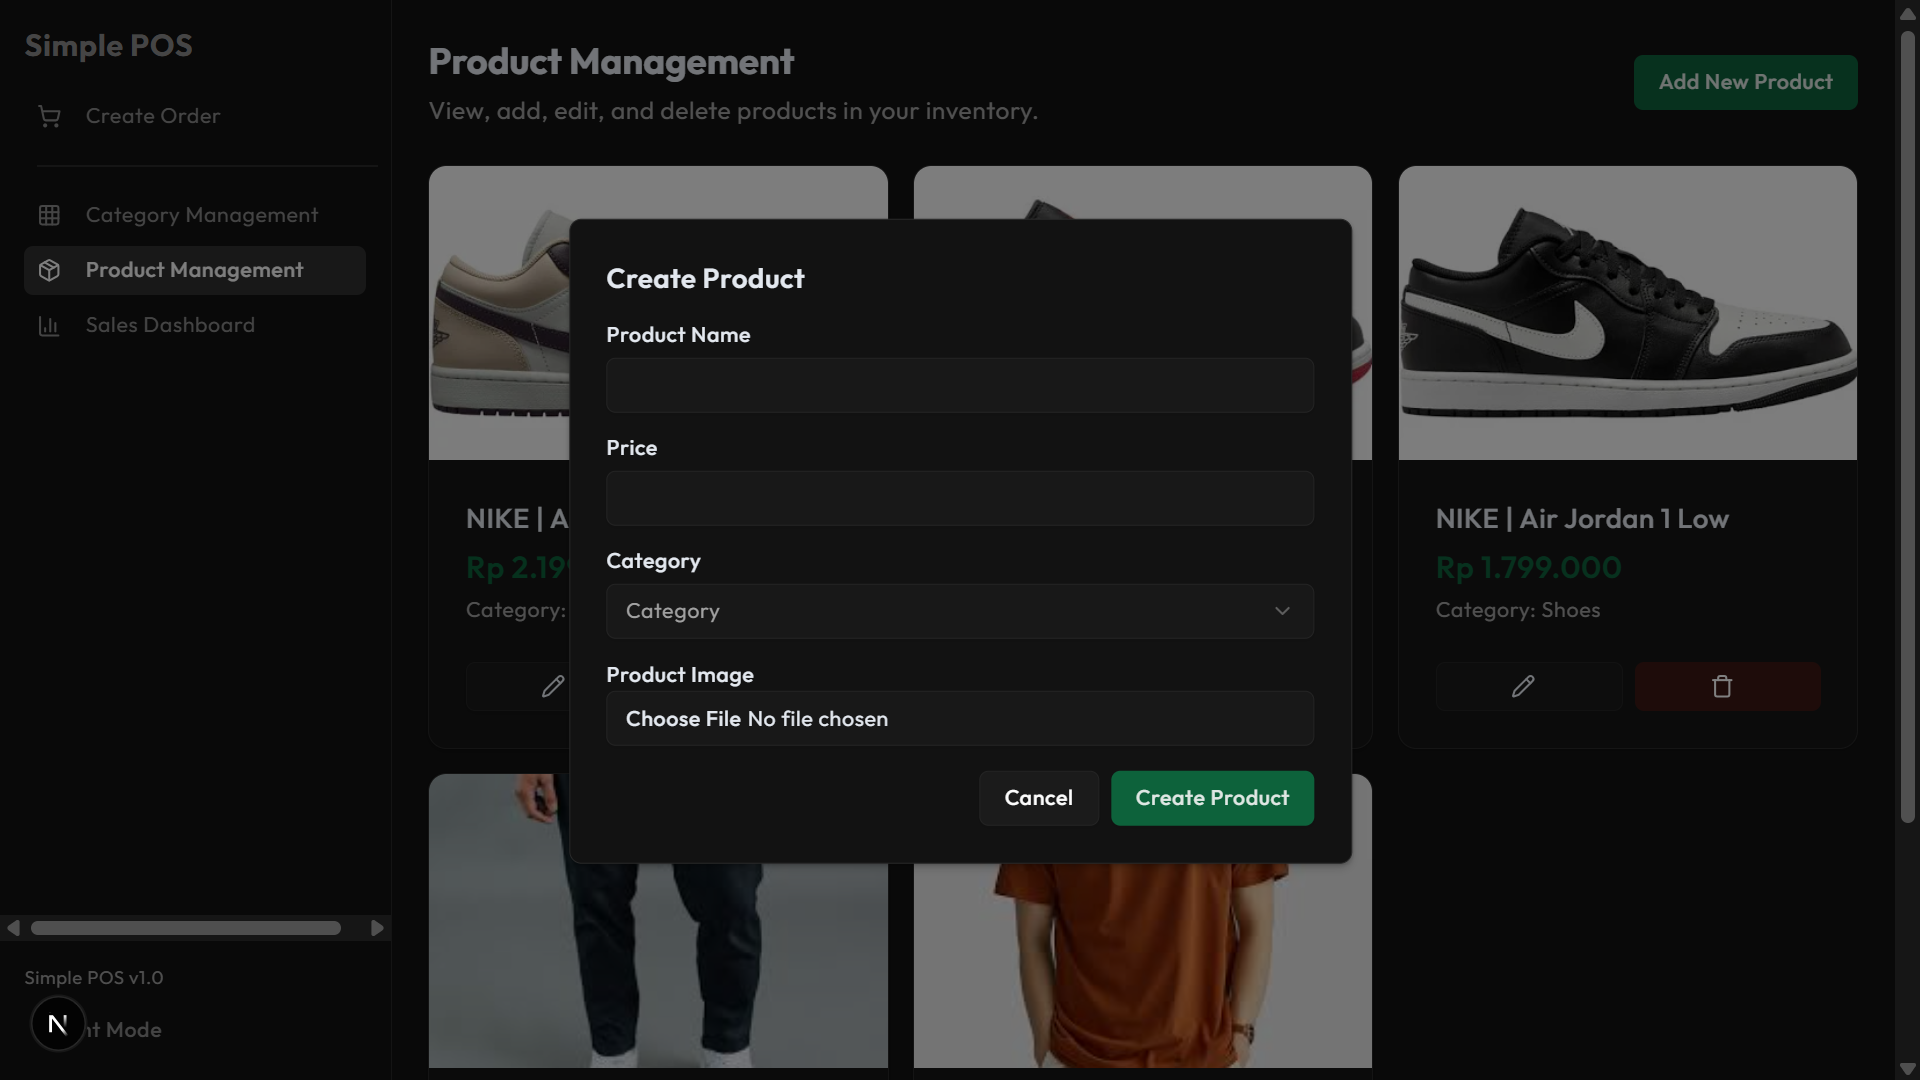 Simple POS
Create Order
Category Management
Product Management
Sales Dashboard
Simple POS v1.0
Mode
Product Management
View, add, edit, and delete products in your inventory.
Add New Product
NIKE |
Rp 2.19
Category:
NIKE | Air Jordan 1 Low
Rp 1.799.000
Category: Shoes
Create Product
Product Name
Price
Category
Category
Product Image
Choose File No file chosen
Cancel
Create Product